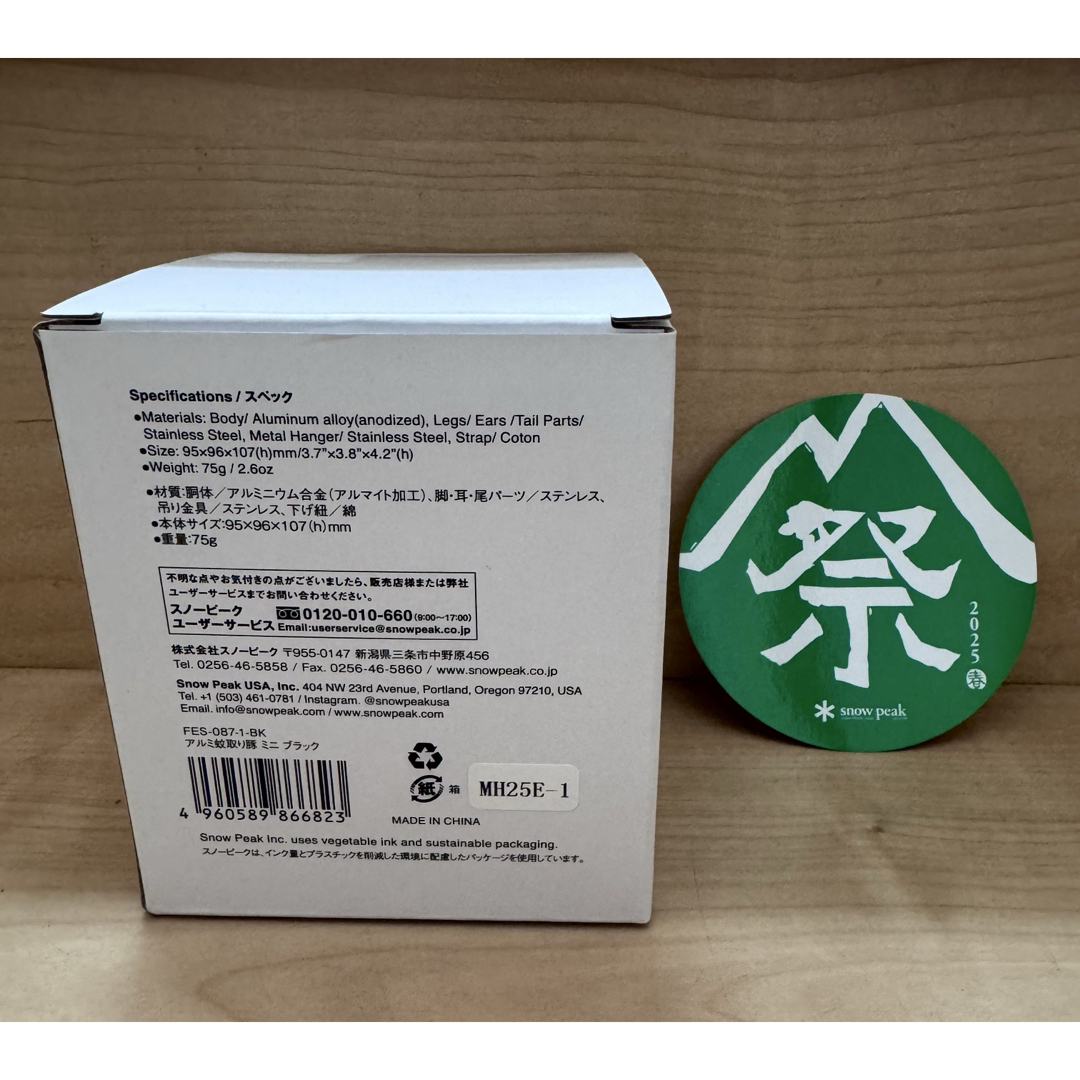 Specifications / スペック
●Materials: Body/ Aluminum alloy(anodized), Legs/ Ears /Tail Parts/
Stainless Steel, Metal Hanger/ Stainless Steel, Strap/ Coton
●Size: 95×96×107(h)mm/3.7”×3.8”×4.2”(h)
●Weight: 75g / 2.6oz
●材質:胴体／アルミニウム合金(アルマイト加工)、脚・耳・尾パーツ／ステンレス、
吊り金具／ステンレス、下げ紐／綿
●本体サイズ:95×96×107(h)mm
●重量:75g
不明な点やお気付きの点がございましたら、販売店様または弊社
ユーザーサービスまでお問い合わせください。
スノーピーク
ユーザーサービス
0120-010-660(9:00〜17:00)
Email:userservice@snowpeak.co.jp
株式会社スノーピーク 〒955-0147 新潟県三条市中野原456
Tel. 0256-46-5858 / Fax. 0256-46-5860 / www.snowpeak.co.jp
Snow Peak USA, Inc. 404 NW 23rd Avenue, Portland, Oregon 97210, USA
Tel. +1 (503) 461-0781 / Instagram. @snowpeakusa
Email. info@snowpeak.com / www.snowpeak.com
FES-087-1-BK
アルミ蚊取り豚 ミニ ブラック
4 960589 866823
紙 箱
MH25E-1
MADE IN CHINA
Snow Peak Inc. uses vegetable ink and sustainable packaging.
スノーピークは、インク量とプラスチックを削減した環境に配慮したパッケージを使用しています。
祭
2025 春
snow peak